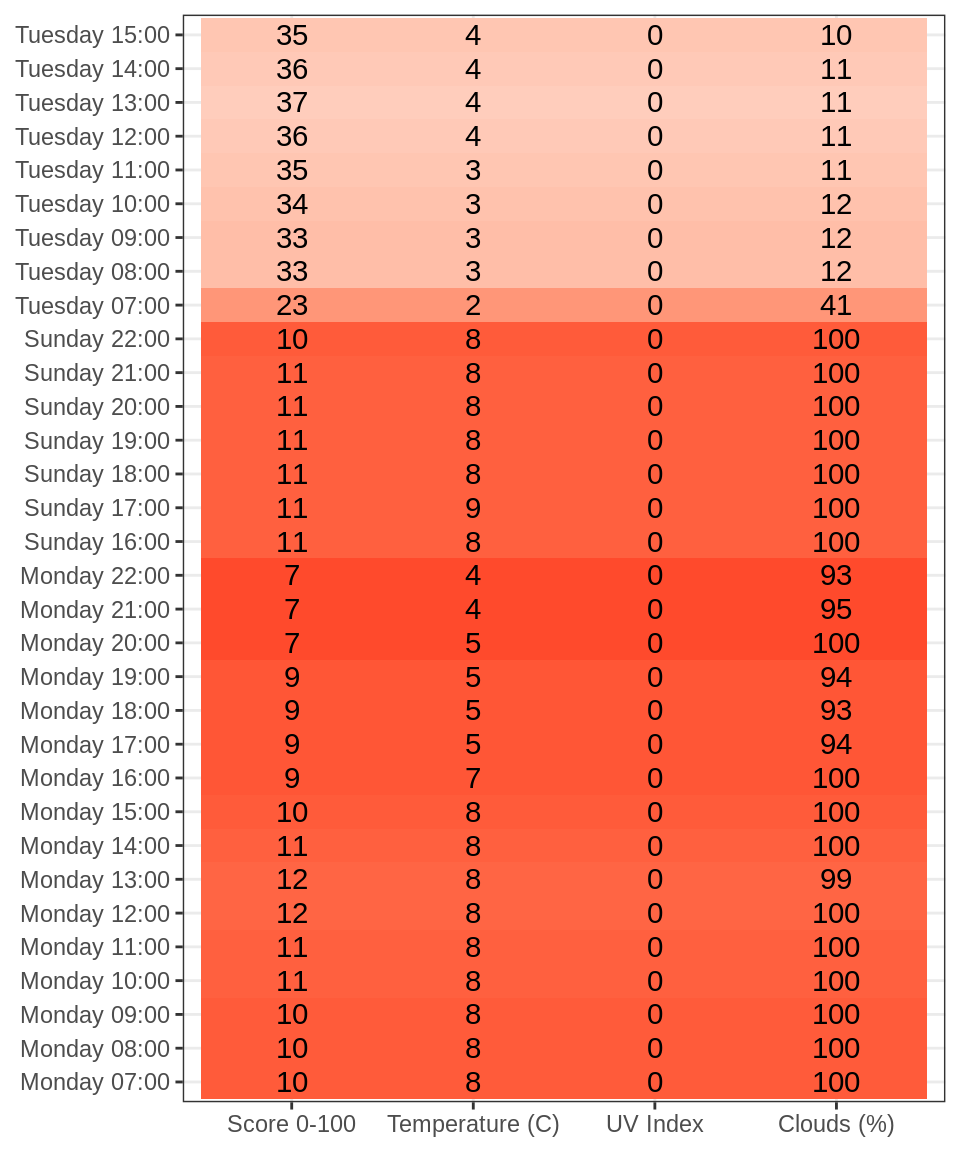 Tuesday 15:00 35 4 0 10
Tuesday 14:00 36 4 0 11
Tuesday 13:00 37 4 0 11
Tuesday 12:00 36 4 0 11
Tuesday 11:00 35 3 0 11
Tuesday 10:00 34 3 0 12
Tuesday 09:00 33 3 0 12
Tuesday 08:00 33 3 0 12
Tuesday 07:00 23 2 0 41
Sunday 22:00 10 8 0 100
Sunday 21:00 11 8 0 100
Sunday 20:00 11 8 0 100
Sunday 19:00 11 8 0 100
Sunday 18:00 11 8 0 100
Sunday 17:00 11 9 0 100
Sunday 16:00 11 8 0 100
Monday 22:00 7 4 0 93
Monday 21:00 7 4 0 95
Monday 20:00 7 5 0 100
Monday 19:00 9 5 0 94
Monday 18:00 9 5 0 93
Monday 17:00 9 5 0 94
Monday 16:00 9 7 0 100
Monday 15:00 10 8 0 100
Monday 14:00 11 8 0 100
Monday 13:00 12 8 0 99
Monday 12:00 12 8 0 100
Monday 11:00 11 8 0 100
Monday 10:00 11 8 0 100
Monday 09:00 10 8 0 100
Monday 08:00 10 8 0 100
Monday 07:00 10 8 0 100
Score 0-100 Temperature (C) UV Index Clouds (%)